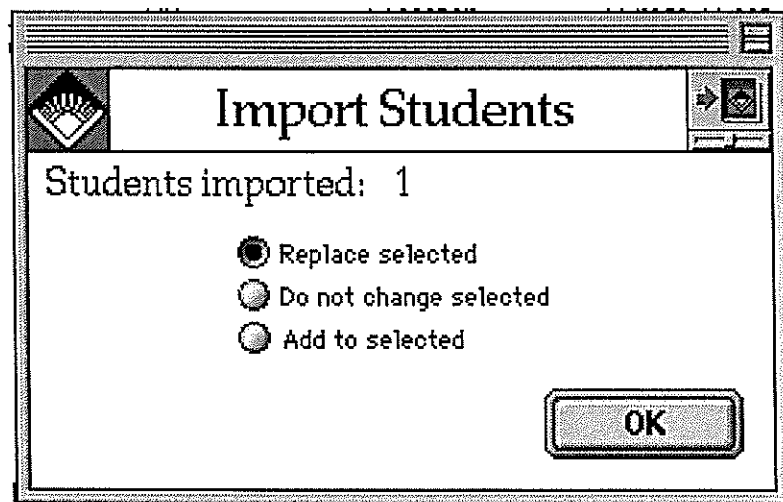 Import Students
Students imported: 1
Replace selected
Do not change selected
Add to selected
OK